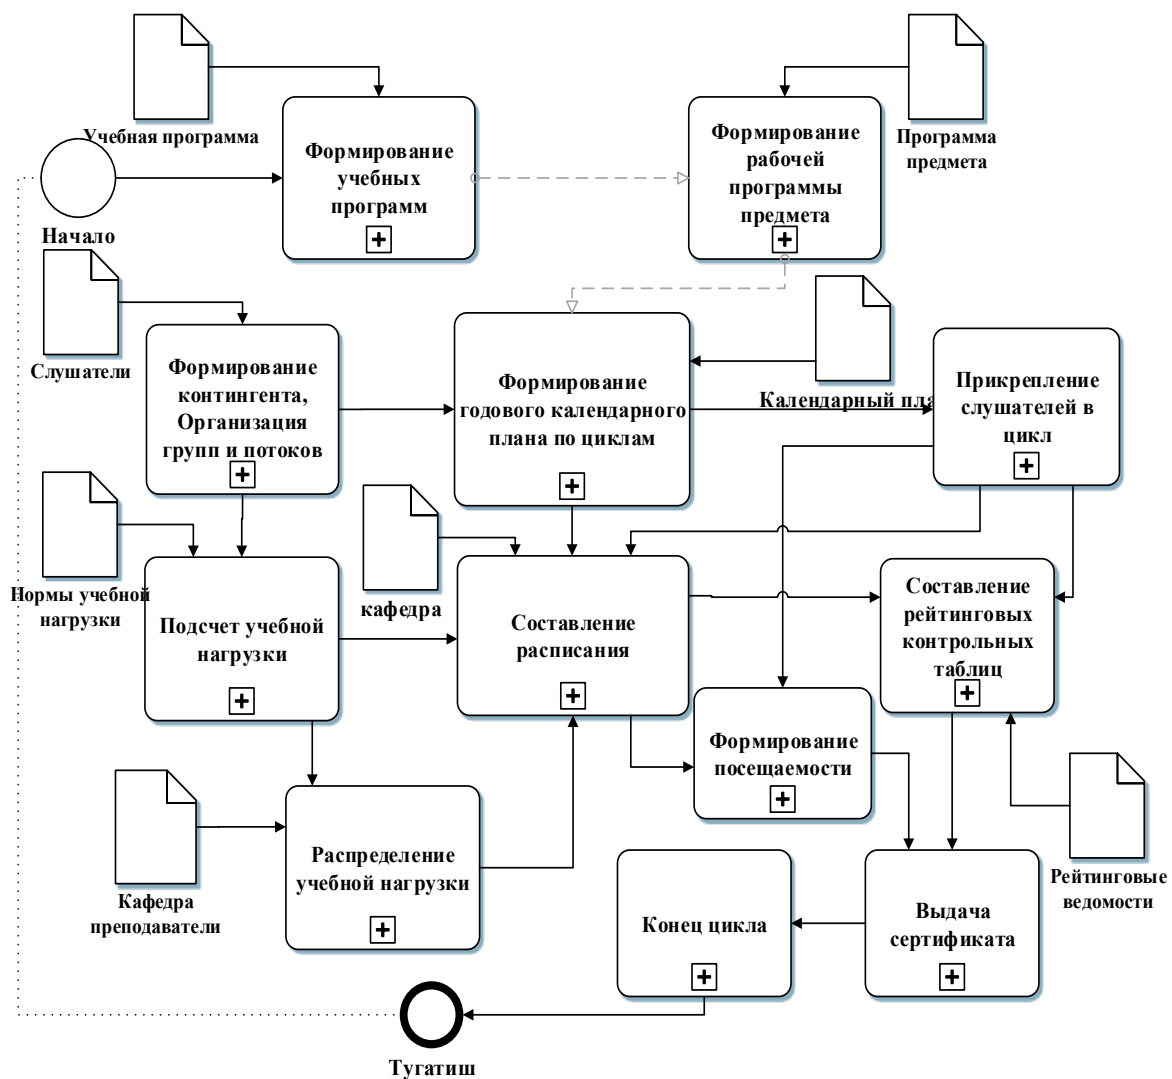 Учебная программа
Начало
Формирование
учебных
программ
Формирование
рабочей
программы
предмета
Программа
предмета
Слушатели
Формирование
контингента,
Организация
групп и потоков
Формирование
годового календарного
плана по циклам
Календарный пла
Прикрепление
слушателей в
цикл
Нормы учебной
нагрузки
Подсчет учебной
нагрузки
кафедра
Составление
расписания
Составление
рейтинговых
контрольных
таблиц
Формирование
посещаемости
Кафедра
преподаватели
Распределение
учебной нагрузки
Конец цикла
Выдача
сертификата
Рейтинговые
ведомости
Тугатиш